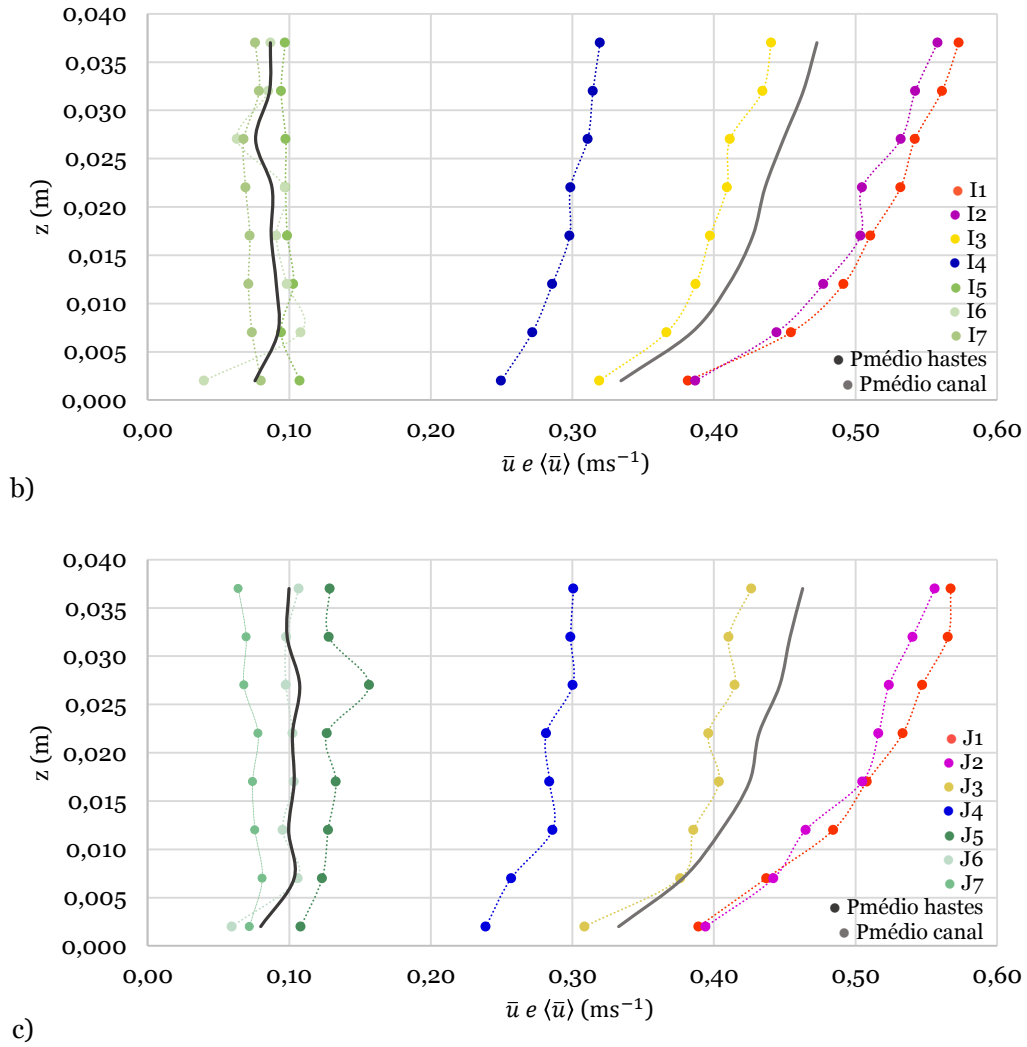 0,040
0,035
0,030
0,025
0,020
0,015
0,010
0,005
0,000
z (m)
I1
I2
I3
I4
I5
I6
I7
Pmédio hastes
Pmédio canal
0,00 0,10 0,20 0,30 0,40 0,50 0,60
ū e ⟨ū⟩ (ms⁻¹)
b)
0,040
0,035
0,030
0,025
0,020
0,015
0,010
0,005
0,000
z (m)
J1
J2
J3
J4
J5
J6
J7
Pmédio hastes
Pmédio canal
0,00 0,10 0,20 0,30 0,40 0,50 0,60
ū e ⟨ū⟩ (ms⁻¹)
c)